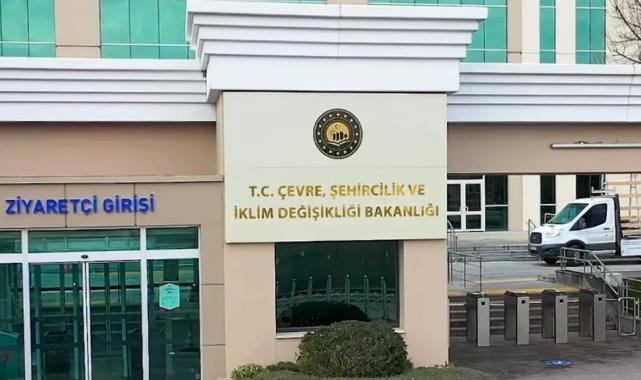 T.C. ÇEVRE, ŞEHİRCİLİK VE
İKLİM DEĞİŞİKLİĞİ BAKANLIĞI
ZİYARETÇİ GİRİŞİ